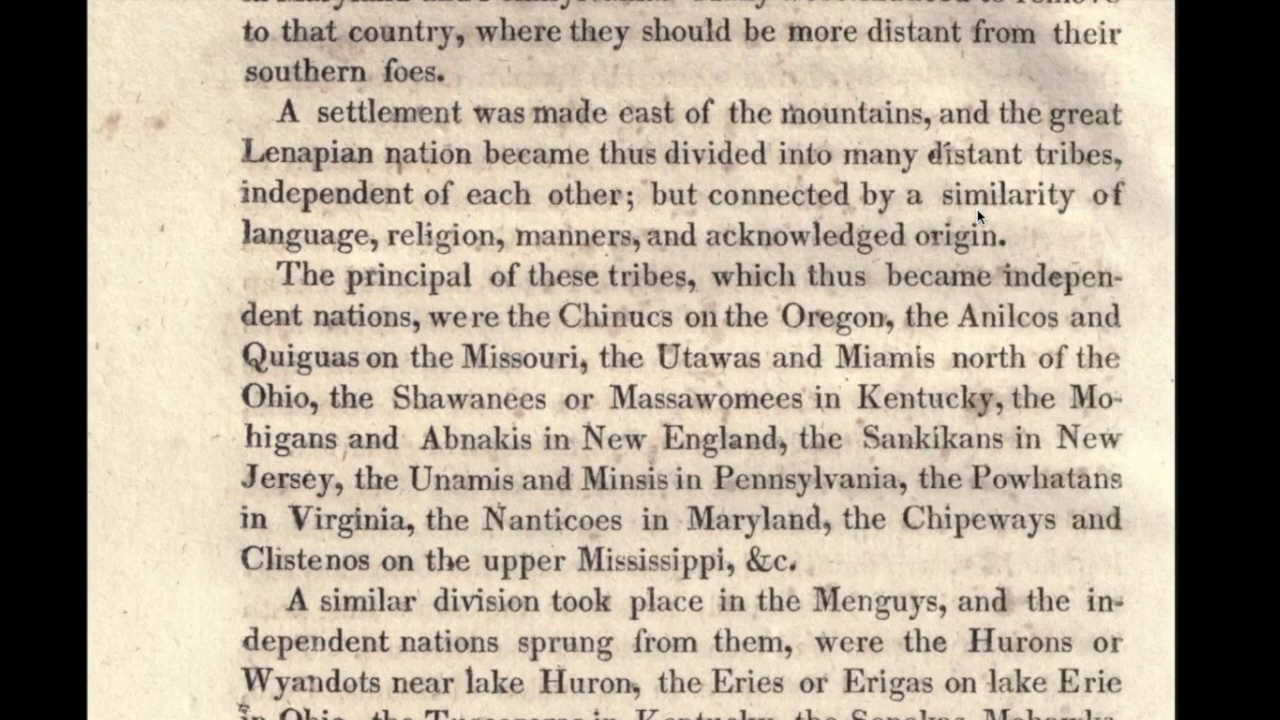 to that country, where they should be more distant from their
southern foes.
A settlement was made east of the mountains, and the great
Lenapian nation became thus divided into many distant tribes,
independent of each other; but connected by a similarity of
language, religion, manners, and acknowledged origin.
The principal of these tribes, which thus became indepen-
dent nations, were the Chinucs on the Oregon, the Anilcos and
Quiguas on the Missouri, the Utawas and Miamis north of the
Ohio, the Shawanees or Massawomees in Kentucky, the Mo-
higans and Abnakis in New England, the Sankikans in New
Jersey, the Unamis and Minsis in Pennsylvania, the Powhatans
in Virginia, the Nanticoes in Maryland, the Chipeways and
Clistenos on the upper Mississippi, &c.
A similar division took place in the Menguys, and the in-
dependent nations sprung from them, were the Hurons or
Wyandots near lake Huron, the Eries or Erigas on lake Erie